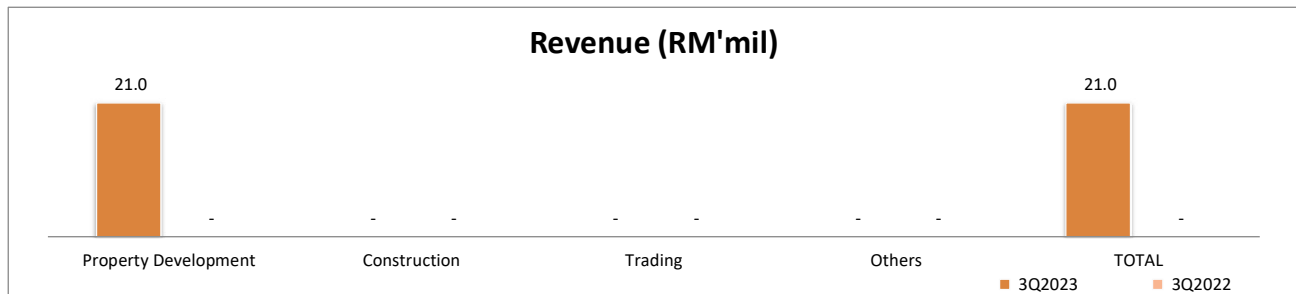 Revenue (RM'mil)
21.0 21.0
- - - - - - - -
Property Development Construction Trading Others TOTAL
3Q2023 3Q2022